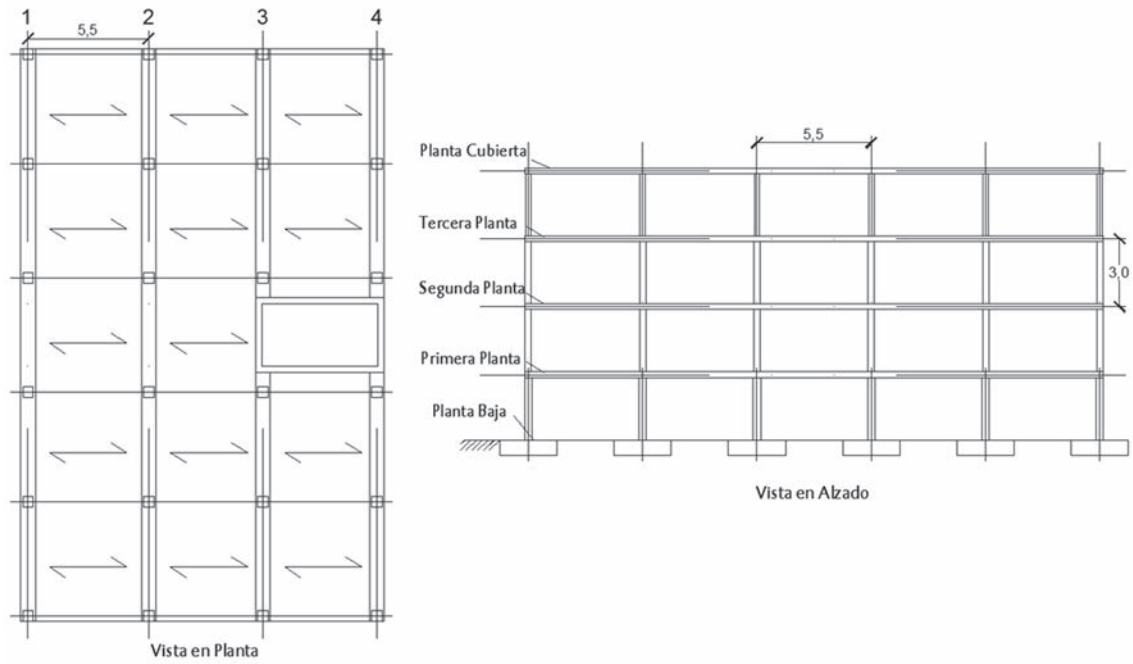 1
2
3
4
5,5
Vista en Planta
5,5
Planta Cubierta
Tercera Planta
3,0
Segunda Planta
Primera Planta
Planta Baja
Vista en Alzado